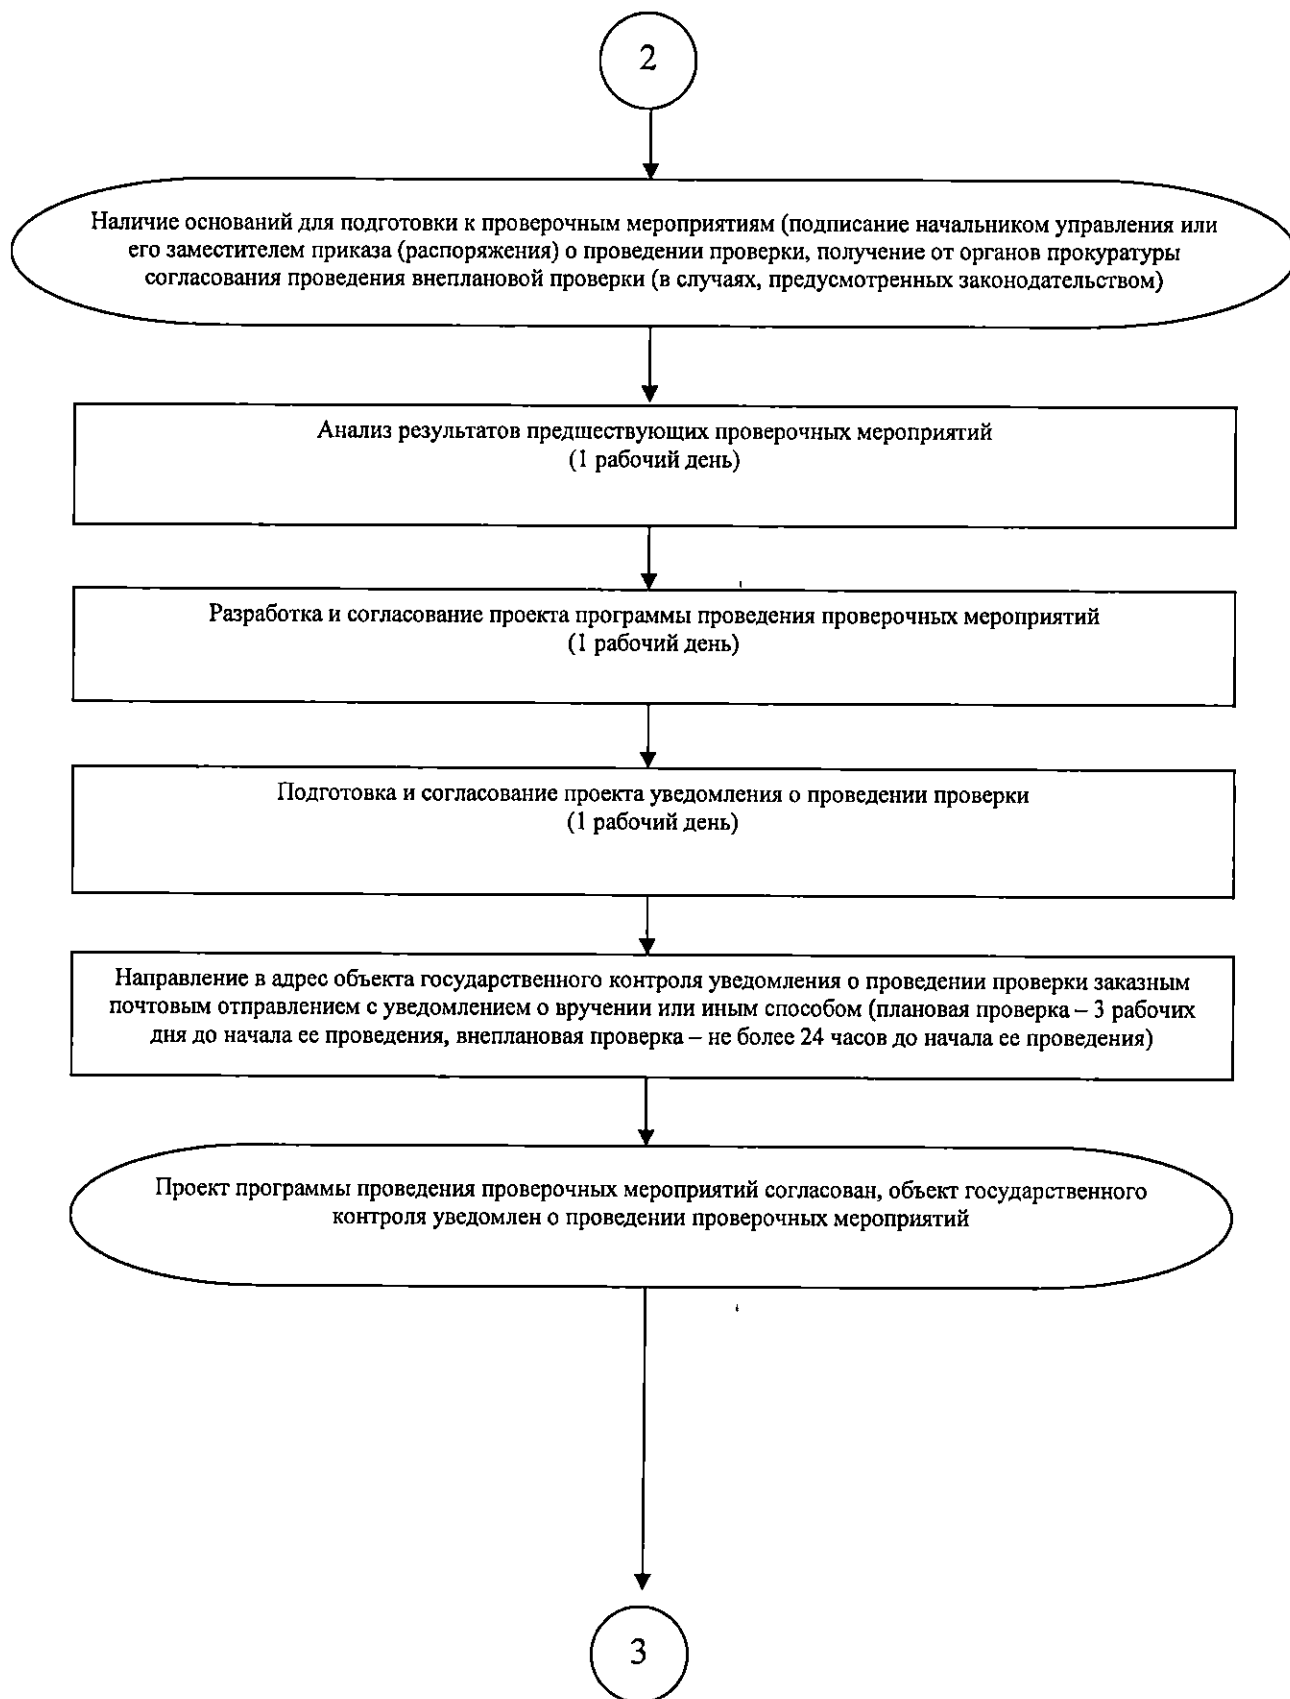 2
Наличие оснований для подготовки к проверочным мероприятиям (подписание начальником управления или
его заместителем приказа (распоряжения) о проведении проверки, получение от органов прокуратуры
согласования проведения внеплановой проверки (в случаях, предусмотренных законодательством)
Анализ результатов предшествующих проверочных мероприятий
(1 рабочий день)
Разработка и согласование проекта программы проведения проверочных мероприятий
(1 рабочий день)
Подготовка и согласование проекта уведомления о проведении проверки
(1 рабочий день)
Направление в адрес объекта государственного контроля уведомления о проведении проверки заказным
почтовым отправлением с уведомлением о вручении или иным способом (плановая проверка – 3 рабочих
дня до начала ее проведения, внеплановая проверка – не более 24 часов до начала ее проведения)
Проект программы проведения проверочных мероприятий согласован, объект государственного
контроля уведомлен о проведении проверочных мероприятий
3